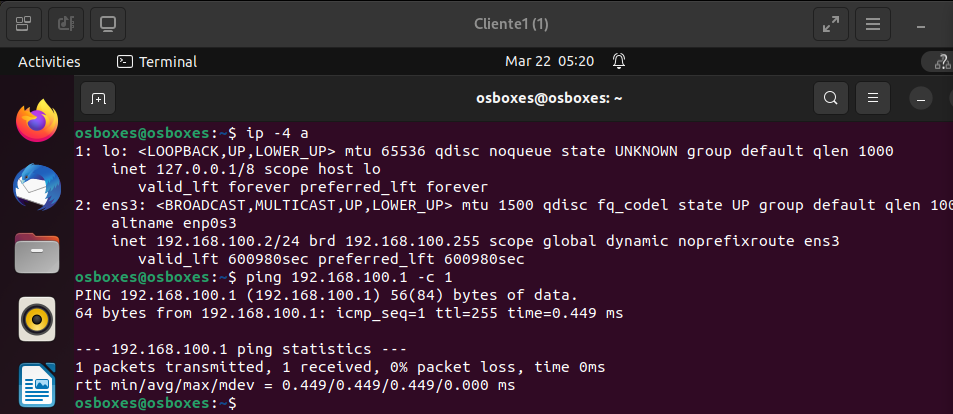 Cliente1 (1)
Activities
Terminal
Mar 22 05:20
?
osboxes@osboxes: ~
osboxes@osboxes:~$ ip -4 a
1: lo: <LOOPBACK,UP,LOWER_UP> mtu 65536 qdisc noqueue state UNKNOWN group default qlen 1000
inet 127.0.0.1/8 scope host lo
valid_lft forever preferred_lft forever
2: ens3: <BROADCAST,MULTICAST,UP,LOWER_UP> mtu 1500 qdisc fq_codel state UP group default qlen 100
altname enp0s3
inet 192.168.100.2/24 brd 192.168.100.255 scope global dynamic noprefixroute ens3
valid_lft 600980sec preferred_lft 600980sec
osboxes@osboxes:~$ ping 192.168.100.1 -c 1
PING 192.168.100.1 (192.168.100.1) 56(84) bytes of data.
64 bytes from 192.168.100.1: icmp_seq=1 ttl=255 time=0.449 ms
--- 192.168.100.1 ping statistics ---
1 packets transmitted, 1 received, 0% packet loss, time 0ms
rtt min/avg/max/mdev = 0.449/0.449/0.449/0.000 ms
osboxes@osboxes:~$